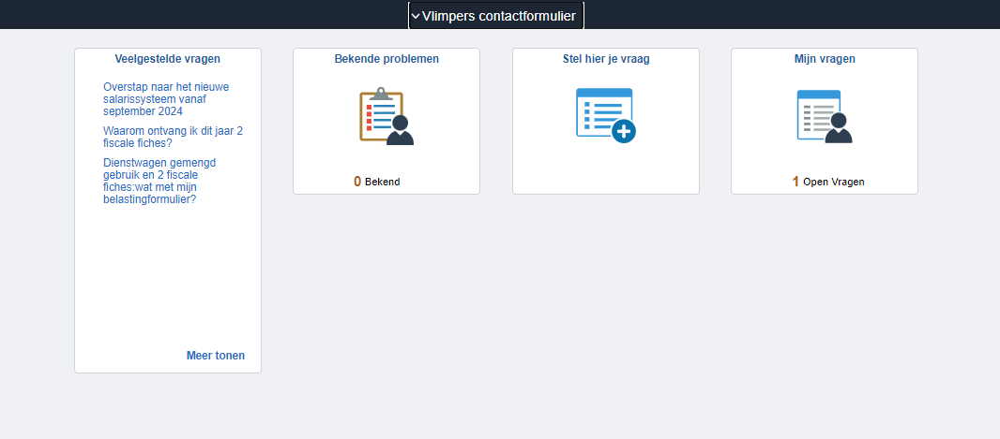 Vlimpers contactformulier
Veelgestelde vragen
Overstap naar het nieuwe
salarissysteem vanaf
september 2024
Waarom ontvang ik dit jaar 2
fiscale fiches?
Dienstwagen gemengd
gebruik en 2 fiscale
fiches:wat met mijn
belastingformulier?
Meer tonen
Bekende problemen
0 Bekend
Stel hier je vraag
Mijn vragen
1 Open Vragen